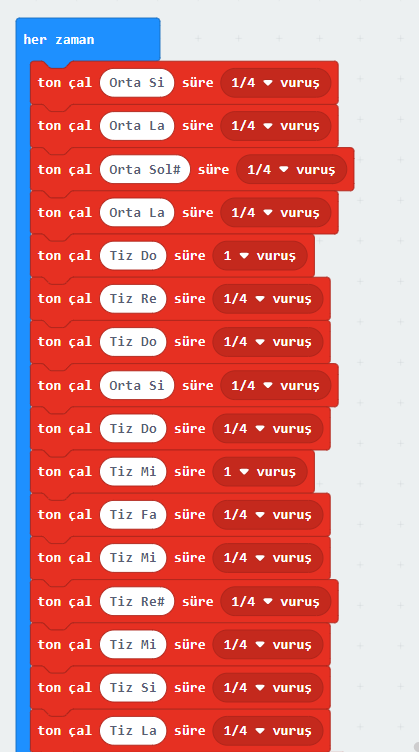 her zaman
ton çal Orta Si süre 1/4 vuruş
ton çal Orta La süre 1/4 vuruş
ton çal Orta Sol# süre 1/4 vuruş
ton çal Orta La süre 1/4 vuruş
ton çal Tiz Do süre 1 vuruş
ton çal Tiz Re süre 1/4 vuruş
ton çal Tiz Do süre 1/4 vuruş
ton çal Orta Si süre 1/4 vuruş
ton çal Tiz Do süre 1/4 vuruş
ton çal Tiz Mi süre 1 vuruş
ton çal Tiz Fa süre 1/4 vuruş
ton çal Tiz Mi süre 1/4 vuruş
ton çal Tiz Re# süre 1/4 vuruş
ton çal Tiz Mi süre 1/4 vuruş
ton çal Tiz Si süre 1/4 vuruş
ton çal Tiz La süre 1/4 vuruş